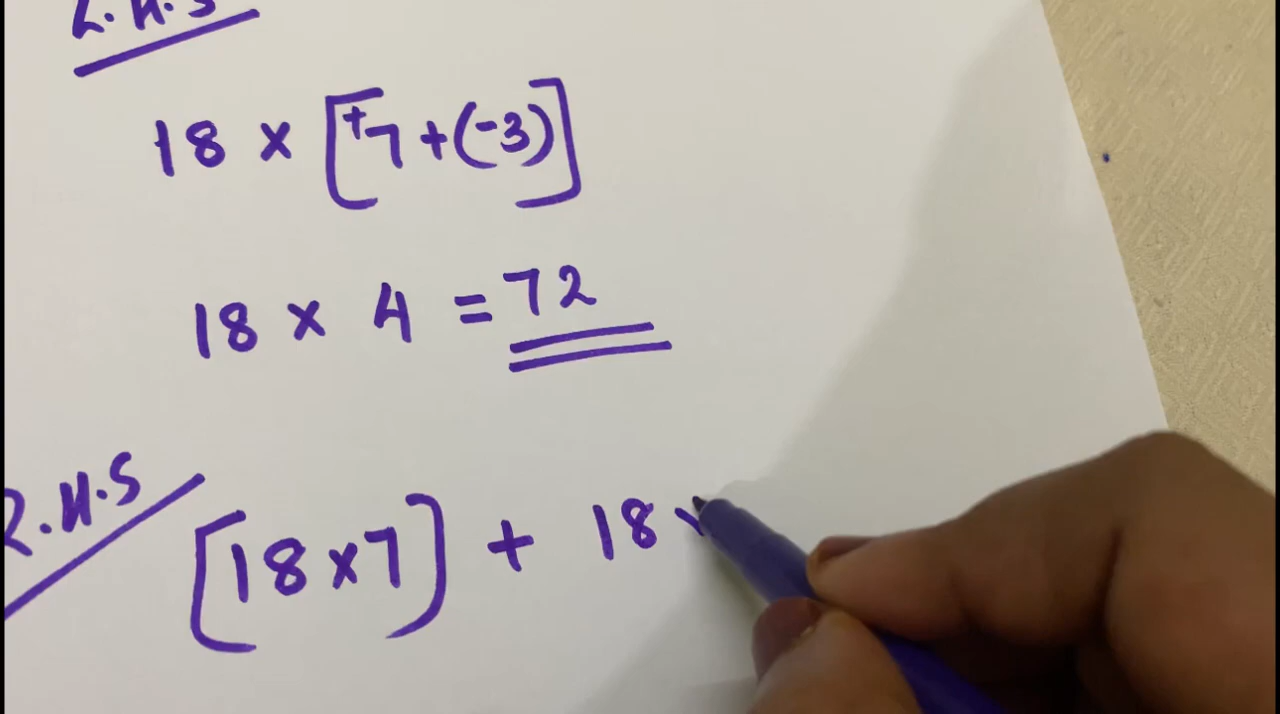 L.H.S
18 × [+7 + (-3)]
18 × 4 = 72
R.H.S
[18 × 7] + 18